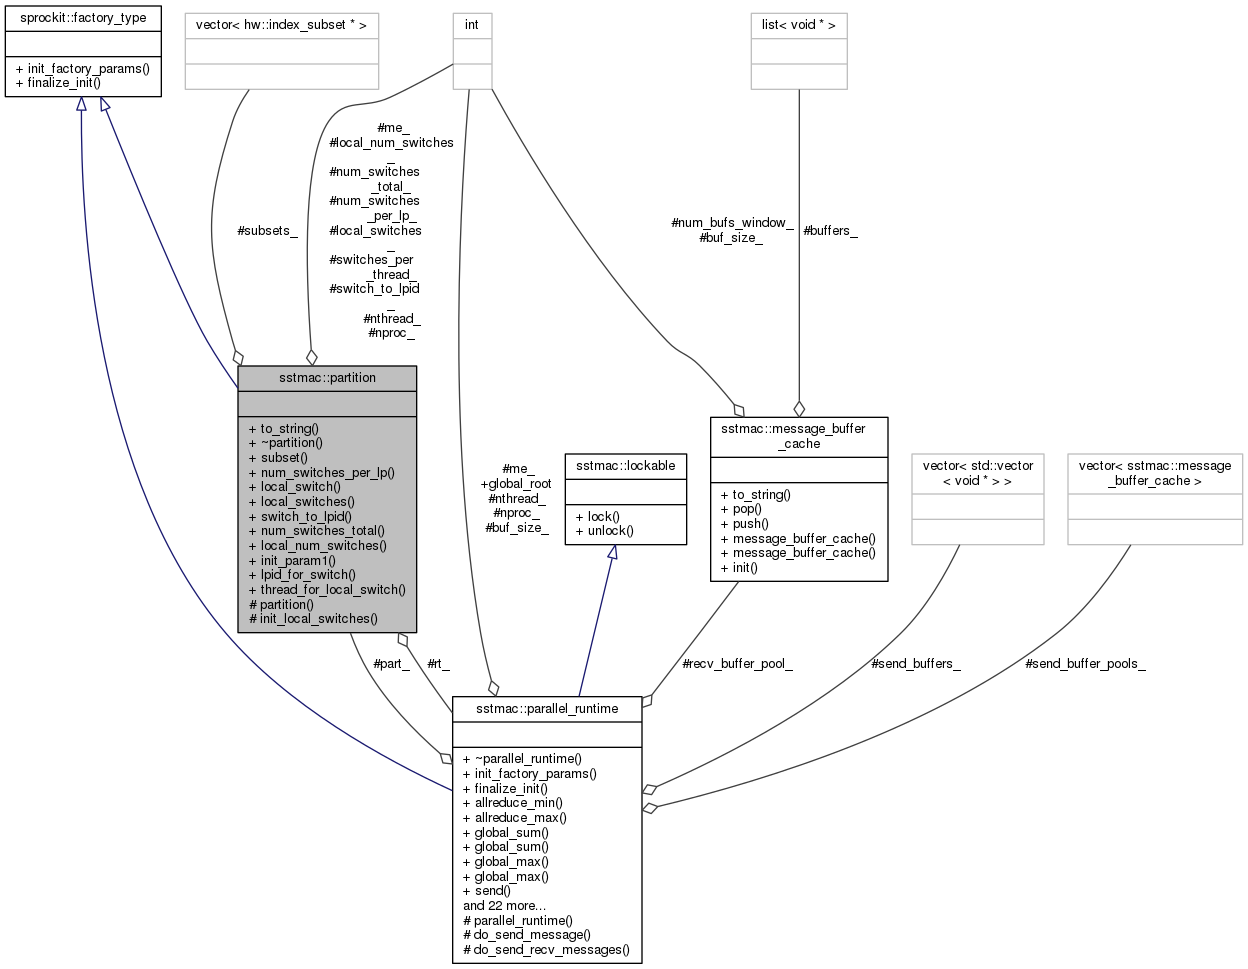 sprockit::factory_type
+ init_factory_params()
+ finalize_init()
vector< hw::index_subset * >
int
list< void * >
#me_
#local_num_switches
_
#num_switches
_total_
#num_switches
_per_lp_
#local_switches
_
#switches_per
_thread_
#switch_to_lpid
_
#nthread_
#nproc_
#subsets_
#num_bufs_window_
#buf_size_
#buffers_
sstmac::partition
+ to_string()
+ ~partition()
+ subset()
+ num_switches_per_lp()
+ local_switch()
+ local_switches()
+ switch_to_lpid()
+ num_switches_total()
+ local_num_switches()
+ init_param1()
+ lpid_for_switch()
+ thread_for_local_switch()
# partition()
# init_local_switches()
#me_
+global_root
#nthread_
#nproc_
#buf_size_
sstmac::lockable
+ lock()
+ unlock()
sstmac::message_buffer
_cache
+ to_string()
+ pop()
+ push()
+ message_buffer_cache()
+ message_buffer_cache()
+ init()
vector< std::vector
< void * > >
vector< sstmac::message
_buffer_cache >
#part_
#rt_
#recv_buffer_pool_
#send_buffers_
#send_buffer_pools_
sstmac::parallel_runtime
+ ~parallel_runtime()
+ init_factory_params()
+ finalize_init()
+ allreduce_min()
+ allreduce_max()
+ global_sum()
+ global_sum()
+ global_max()
+ global_max()
+ send()
and 22 more...
# parallel_runtime()
# do_send_message()
# do_send_recv_messages()